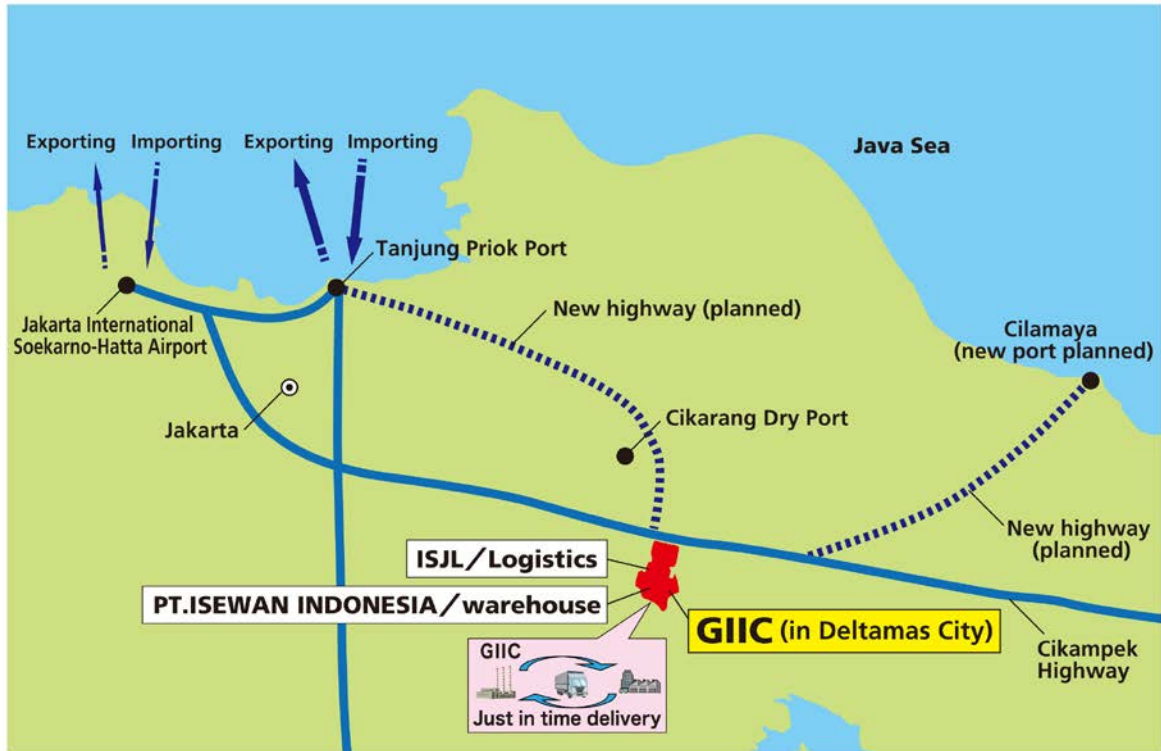 Exporting Importing Exporting Importing
Java Sea
Tanjung Priok Port
Jakarta International
Soekarno-Hatta Airport
New highway (planned)
Cilamaya
(new port planned)
Jakarta
Cikarang Dry Port
New highway
(planned)
ISJL／Logistics
PT.ISEWAN INDONESIA／warehouse
GIIC (in Deltamas City)
Cikampek
Highway
GIIC
Just in time delivery